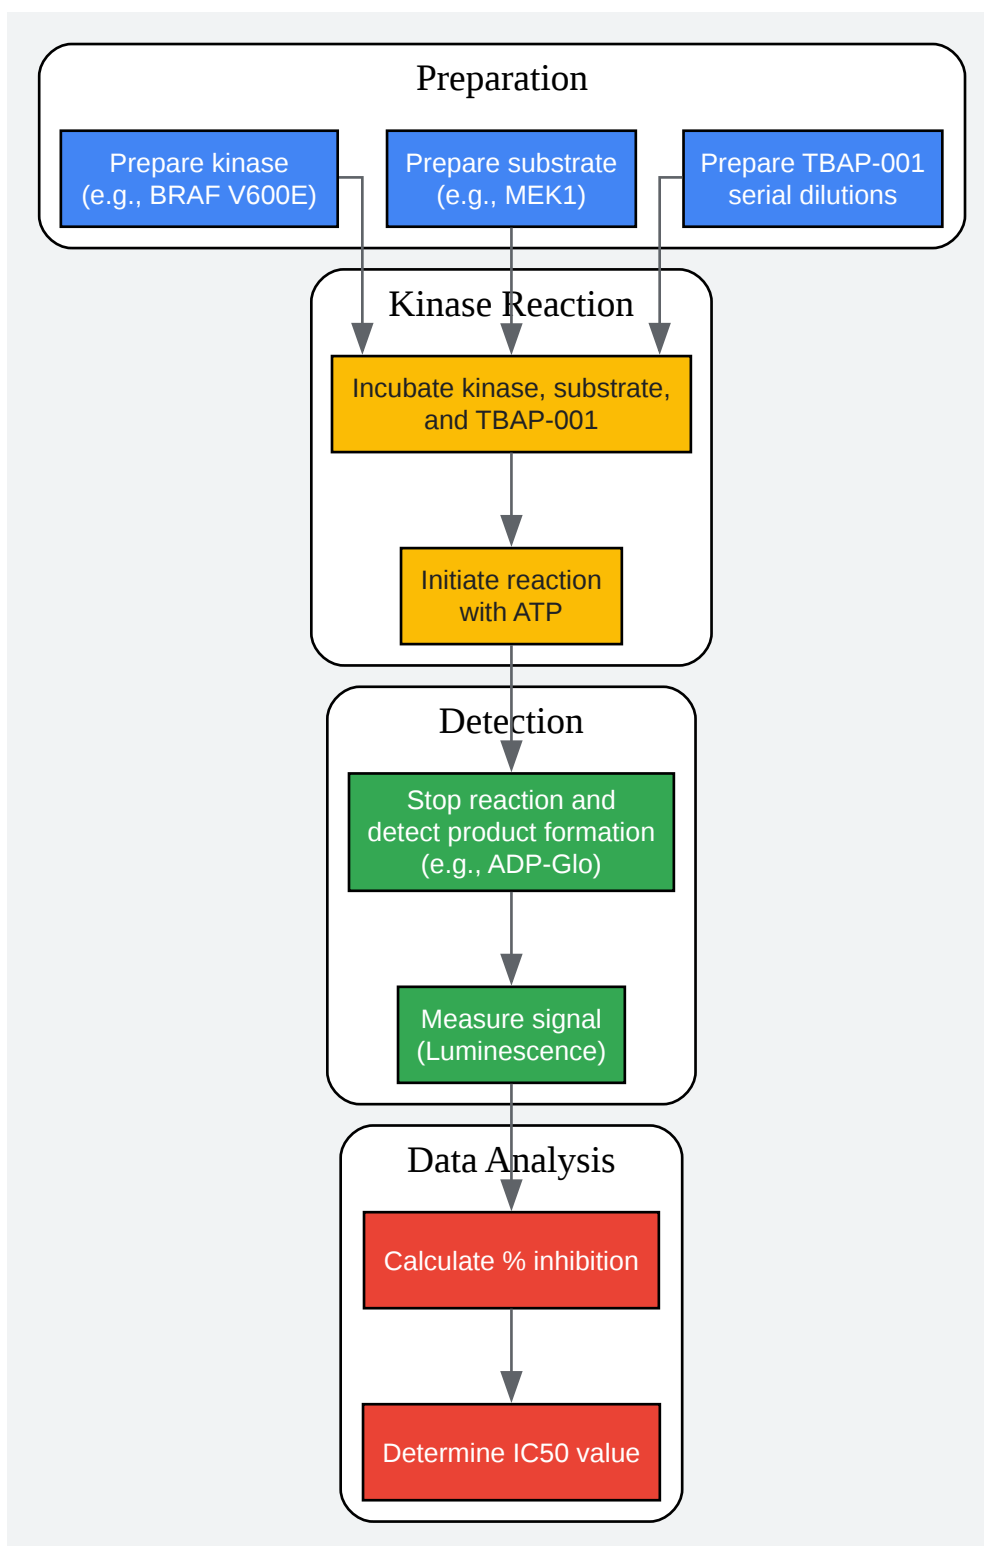 Preparation
Prepare kinase
(e.g., BRAF V600E)
Prepare substrate
(e.g., MEK1)
Prepare TBAP-001
serial dilutions
Kinase Reaction
Incubate kinase, substrate,
and TBAP-001
Initiate reaction
with ATP
Detection
Stop reaction and
detect product formation
(e.g., ADP-Glo)
Measure signal
(Luminescence)
Data Analysis
Calculate % inhibition
Determine IC50 value